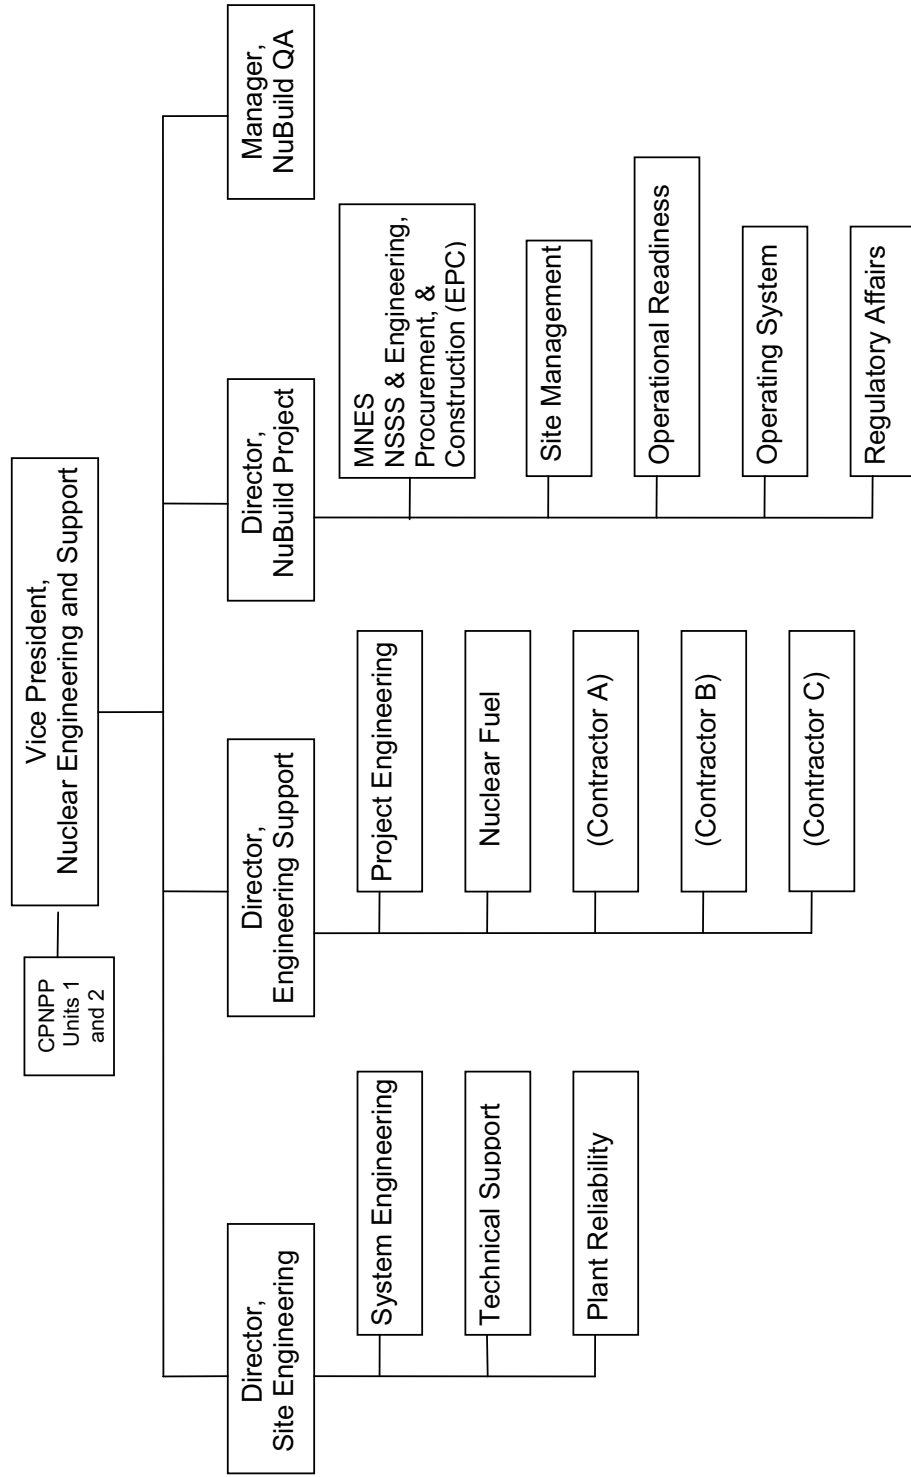 Vice President,
Nuclear Engineering and Support
CPNPP
Units 1
and 2
Director,
Site Engineering
System Engineering
Technical Support
Plant Reliability
Director,
Engineering Support
Project Engineering
Nuclear Fuel
(Contractor A)
(Contractor B)
(Contractor C)
Director,
NuBuild Project
MNES
NSSS & Engineering,
Procurement, &
Construction (EPC)
Site Management
Operational Readiness
Operating System
Regulatory Affairs
Manager,
NuBuild QA